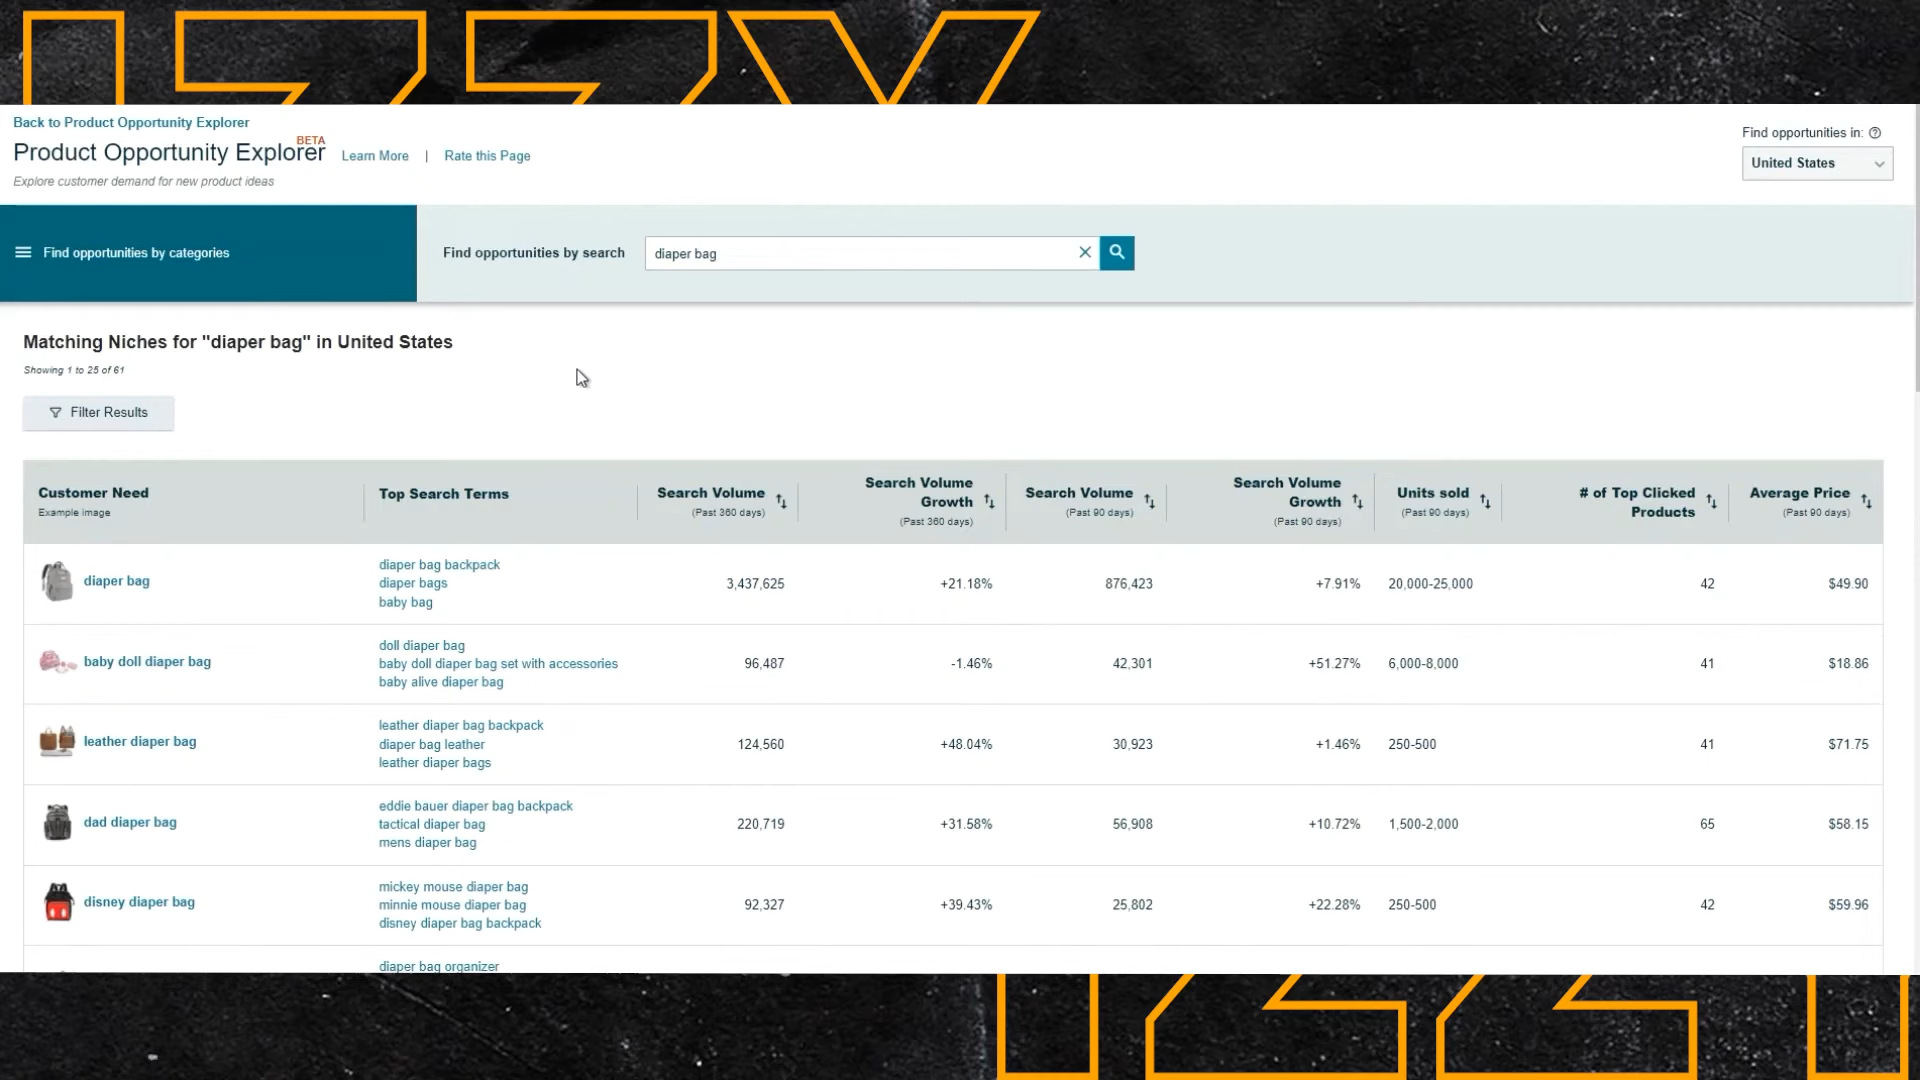 IZZY
Back to Product Opportunity Explorer
Product Opportunity Explorer BETA Learn More | Rate this Page
Explore customer demand for new product ideas
Find opportunities in:
United States
Find opportunities by categories
Find opportunities by search
diaper bag
Matching Niches for "diaper bag" in United States
Showing 1 to 25 of 61
Filter Results
Customer Need
Example image
Top Search Terms
Search Volume
(Past 360 days)
Search Volume
Growth
(Past 360 days)
Search Volume
(Past 90 days)
Search Volume
Growth
(Past 90 days)
Units sold
(Past 90 days)
# of Top Clicked
Products
Average Price
(Past 90 days)
diaper bag
diaper bag backpack
diaper bags
baby bag
3,437,625 +21.18% 876,423 +7.91% 20,000-25,000 42 $49.90
baby doll diaper bag
doll diaper bag
baby doll diaper bag set with accessories
baby alive diaper bag
96,487 -1.46% 42,301 +51.27% 6,000-8,000 41 $18.86
leather diaper bag
leather diaper bag backpack
diaper bag leather
leather diaper bags
124,560 +48.04% 30,923 +1.46% 250-500 41 $71.75
dad diaper bag
eddie bauer diaper bag backpack
tactical diaper bag
mens diaper bag
220,719 +31.58% 56,908 +10.72% 1,500-2,000 65 $58.15
disney diaper bag
mickey mouse diaper bag
minnie mouse diaper bag
disney diaper bag backpack
92,327 +39.43% 25,802 +22.28% 250-500 42 $59.96
diaper bag organizer